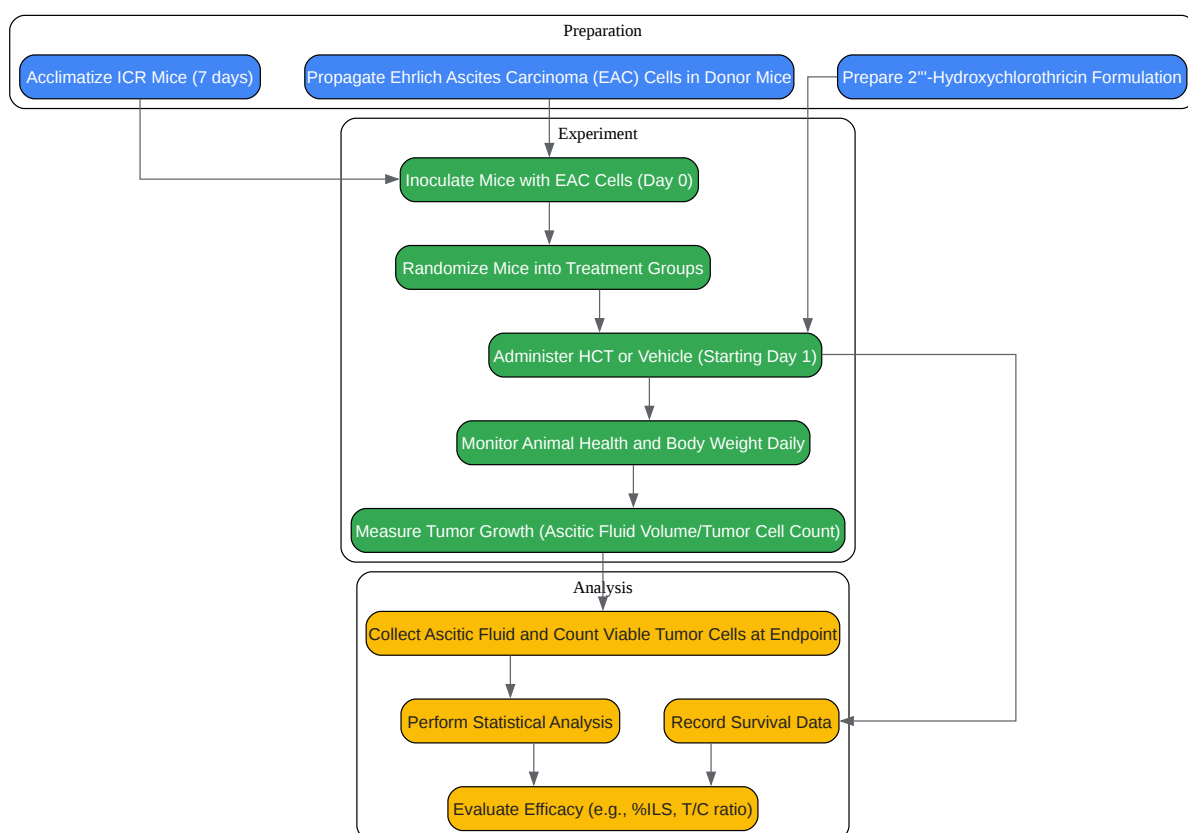 Preparation
Acclimatize ICR Mice (7 days)
Propagate Ehrlich Ascites Carcinoma (EAC) Cells in Donor Mice
Prepare 2'''-Hydroxychlorothricin Formulation
Experiment
Inoculate Mice with EAC Cells (Day 0)
Randomize Mice into Treatment Groups
Administer HCT or Vehicle (Starting Day 1)
Monitor Animal Health and Body Weight Daily
Measure Tumor Growth (Ascitic Fluid Volume/Tumor Cell Count)
Analysis
Collect Ascitic Fluid and Count Viable Tumor Cells at Endpoint
Perform Statistical Analysis
Record Survival Data
Evaluate Efficacy (e.g., %ILS, T/C ratio)